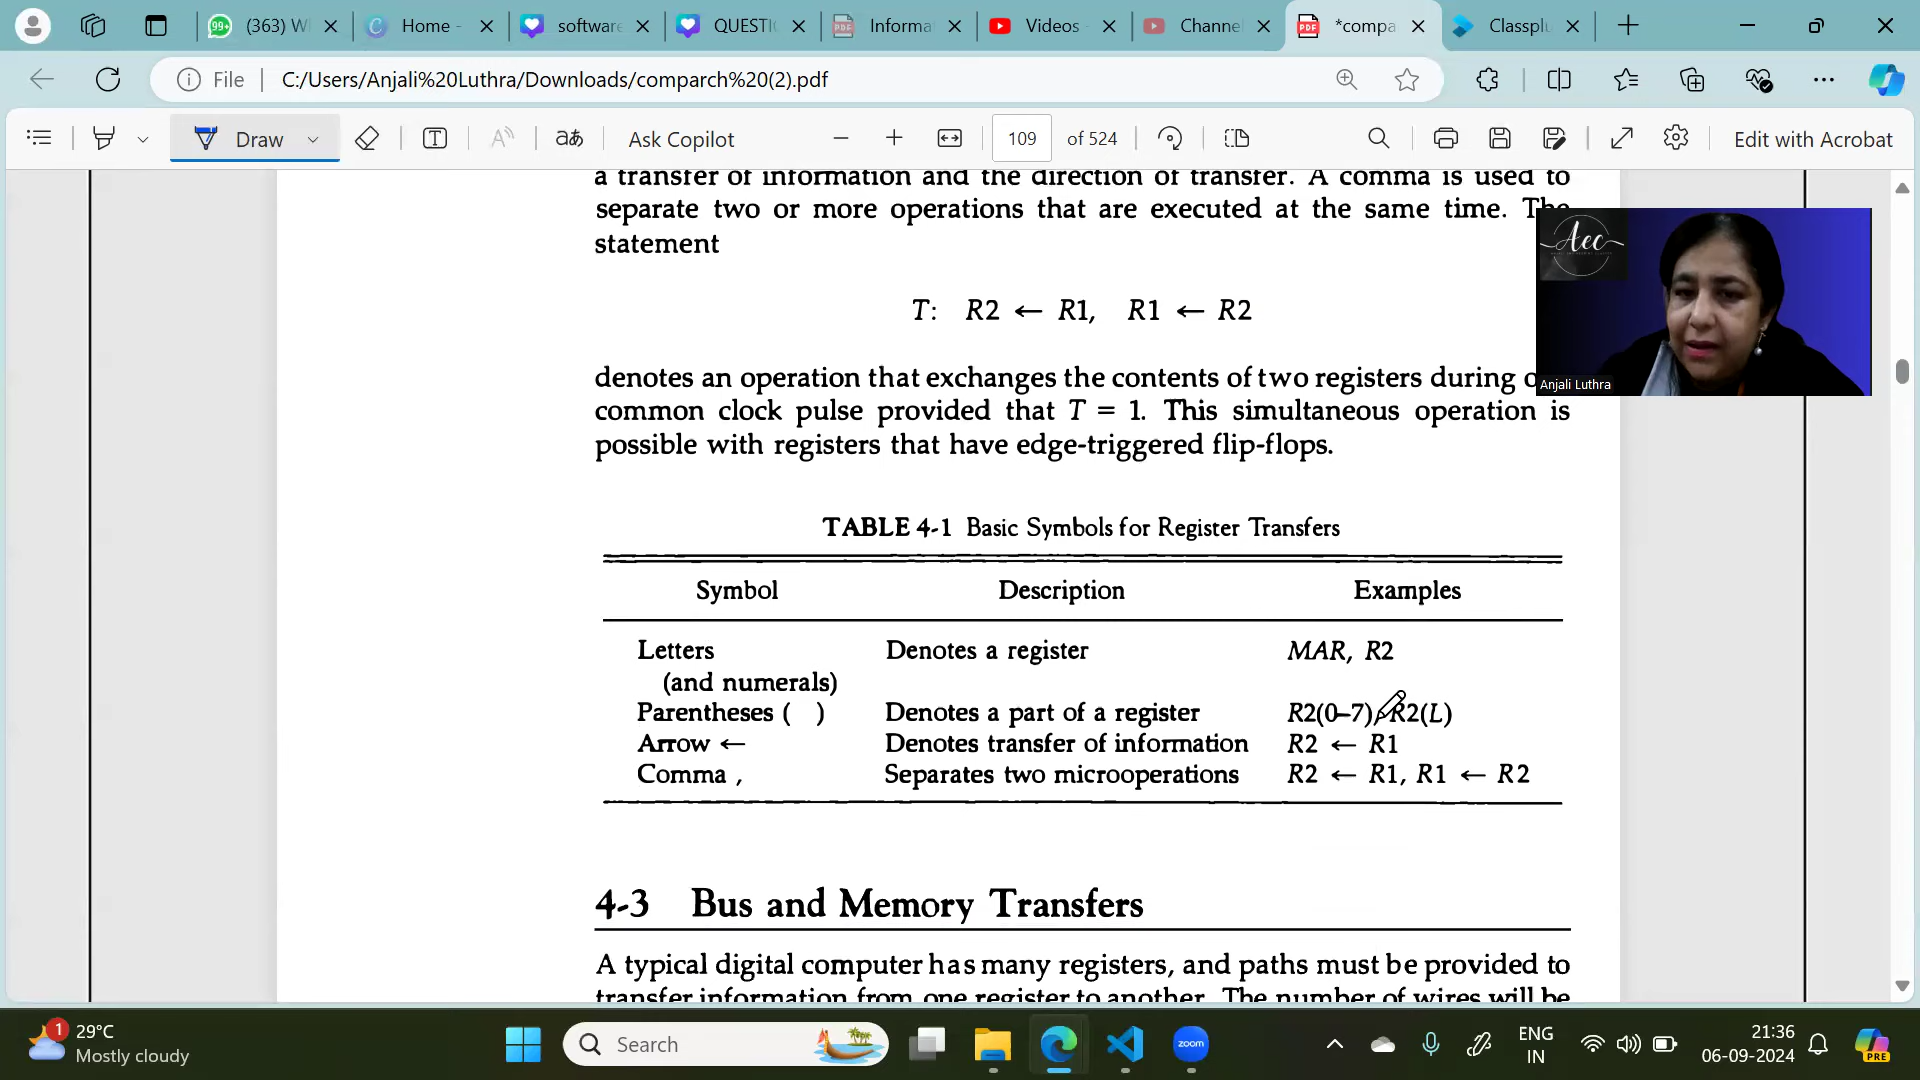 (363) W
Home -
software
QUESTI
Informa
Videos -
Channel
*compa
Classplu
File
C:/Users/Anjali%20Luthra/Downloads/comparch%20(2).pdf
Draw
Ask Copilot
109 of 524
Edit with Acrobat
a transfer of information and the direction of transfer. A comma is used to
separate two or more operations that are executed at the same time. The
statement
T: R2 ← R1, R1 ← R2
denotes an operation that exchanges the contents of two registers during o
common clock pulse provided that T = 1. This simultaneous operation is
possible with registers that have edge-triggered flip-flops.
Aec
Anjali Luthra
TABLE 4-1 Basic Symbols for Register Transfers
Symbol Description Examples
Letters Denotes a register MAR, R2
(and numerals)
Parentheses ( ) Denotes a part of a register R2(0–7), R2(L)
Arrow ← Denotes transfer of information R2 ← R1
Comma , Separates two microoperations R2 ← R1, R1 ← R2
4-3 Bus and Memory Transfers
A typical digital computer has many registers, and paths must be provided to
transfer information from one register to another. The number of wires will be
1
29°C
Mostly cloudy
Search
zoom
ENG
IN
21:36
06-09-2024
PRE